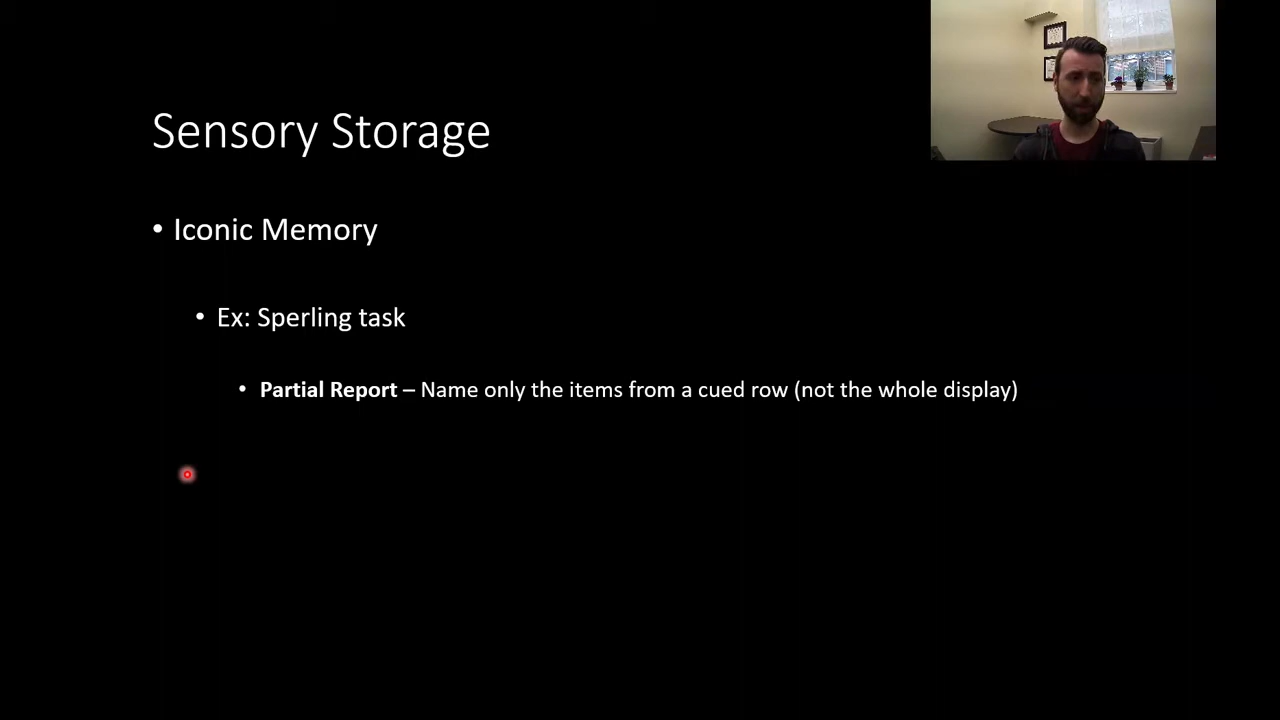 Sensory Storage
• Iconic Memory
• Ex: Sperling task
• Partial Report – Name only the items from a cued row (not the whole display)